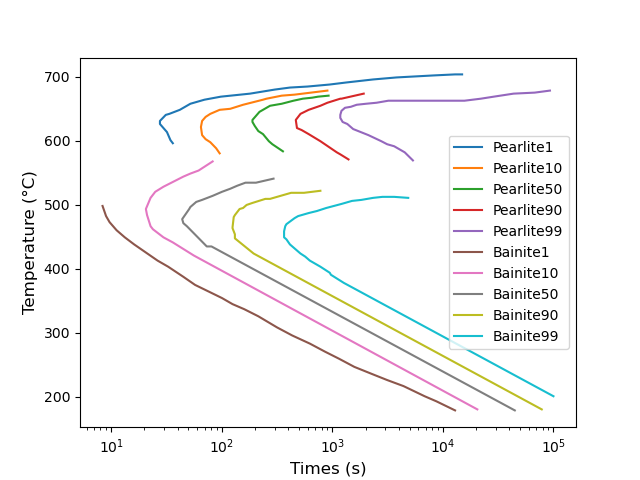 700
600
500
400
300
200
Temperature (°C)
10¹
10²
10³
10⁴
10⁵
Times (s)
Pearlite1
Pearlite10
Pearlite50
Pearlite90
Pearlite99
Bainite1
Bainite10
Bainite50
Bainite90
Bainite99